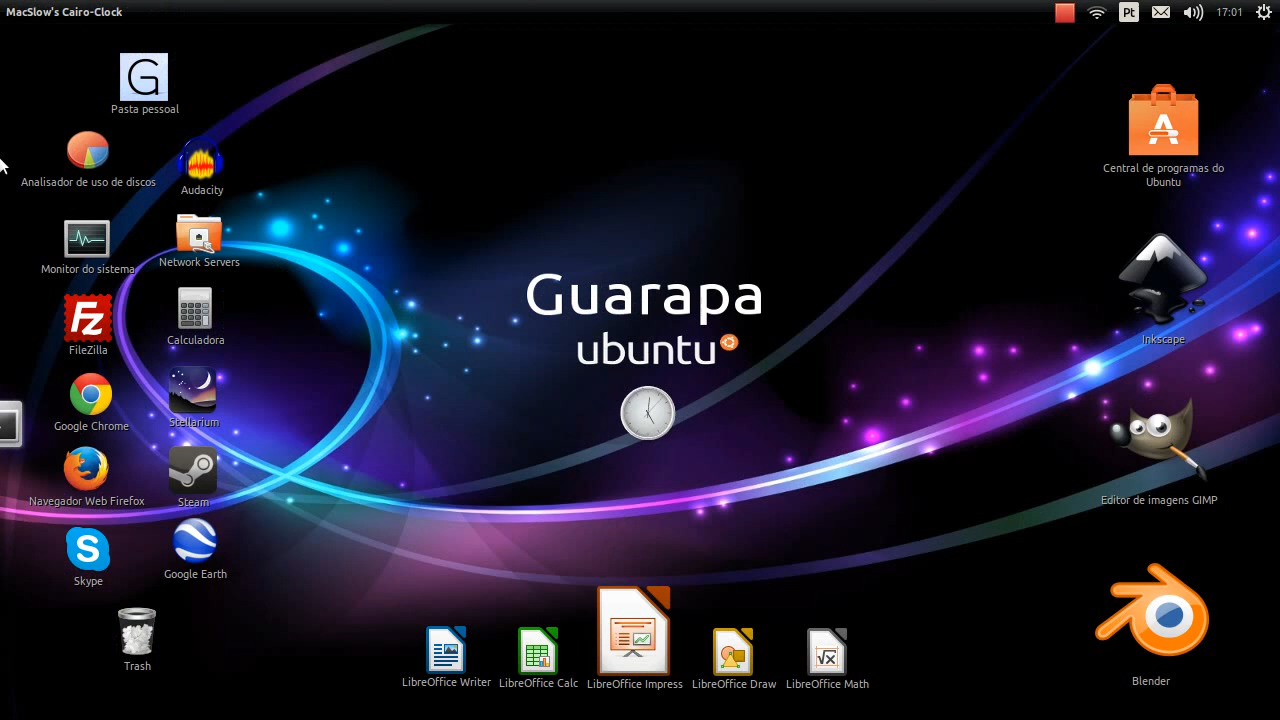 MacSlow's Cairo-Clock
Pt
17:01
G
Pasta pessoal
Analisador de uso de discos
Audacity
Monitor do sistema
Network Servers
Fz
FileZilla
Calculadora
Google Chrome
Stellarium
Navegador Web Firefox
Steam
S
Skype
Google Earth
Trash
Guarapa
ubuntu
LibreOffice Writer
LibreOffice Calc
LibreOffice Impress
LibreOffice Draw
√x
LibreOffice Math
A
Central de programas do
Ubuntu
Inkscape
Editor de imagens GIMP
Blender